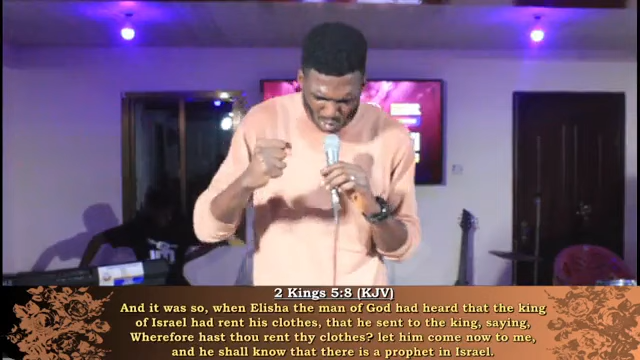 2 Kings 5:8 (KJV)
And it was so, when Elisha the man of God had heard that the king
of Israel had rent his clothes, that he sent to the king, saying,
Wherefore hast thou rent thy clothes? let him come now to me,
and he shall know that there is a prophet in Israel.